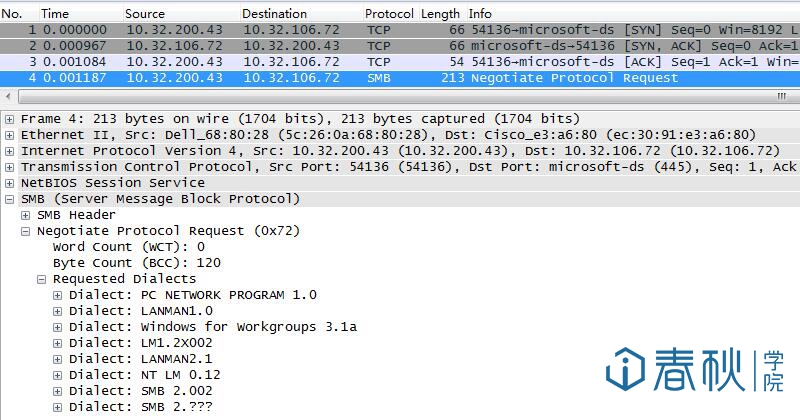 No. Time Source Destination Protocol Length Info
1 0.000000 10.32.200.43 10.32.106.72 TCP 66 54136→microsoft-ds [SYN] Seq=0 Win=8192 L
2 0.000967 10.32.106.72 10.32.200.43 TCP 66 microsoft-ds→54136 [SYN, ACK] Seq=0 Ack=1
3 0.001084 10.32.200.43 10.32.106.72 TCP 54 54136→microsoft-ds [ACK] Seq=1 Ack=1 Win=
4 0.001187 10.32.200.43 10.32.106.72 SMB 213 Negotiate Protocol Request
Frame 4: 213 bytes on wire (1704 bits), 213 bytes captured (1704 bits)
Ethernet II, Src: Dell_68:80:28 (5c:26:0a:68:80:28), Dst: Cisco_e3:a6:80 (ec:30:91:e3:a6:80)
Internet Protocol Version 4, Src: 10.32.200.43 (10.32.200.43), Dst: 10.32.106.72 (10.32.106.72)
Transmission Control Protocol, Src Port: 54136 (54136), Dst Port: microsoft-ds (445), Seq: 1, Ack
NetBIOS Session Service
SMB (Server Message Block Protocol)
SMB Header
Negotiate Protocol Request (0x72)
Word Count (WCT): 0
Byte Count (BCC): 120
Requested Dialects
Dialect: PC NETWORK PROGRAM 1.0
Dialect: LANMAN1.0
Dialect: Windows for Workgroups 3.1a
Dialect: LM1.2X002
Dialect: LANMAN2.1
Dialect: NT LM 0.12
Dialect: SMB 2.002
Dialect: SMB 2.???
春秋学院